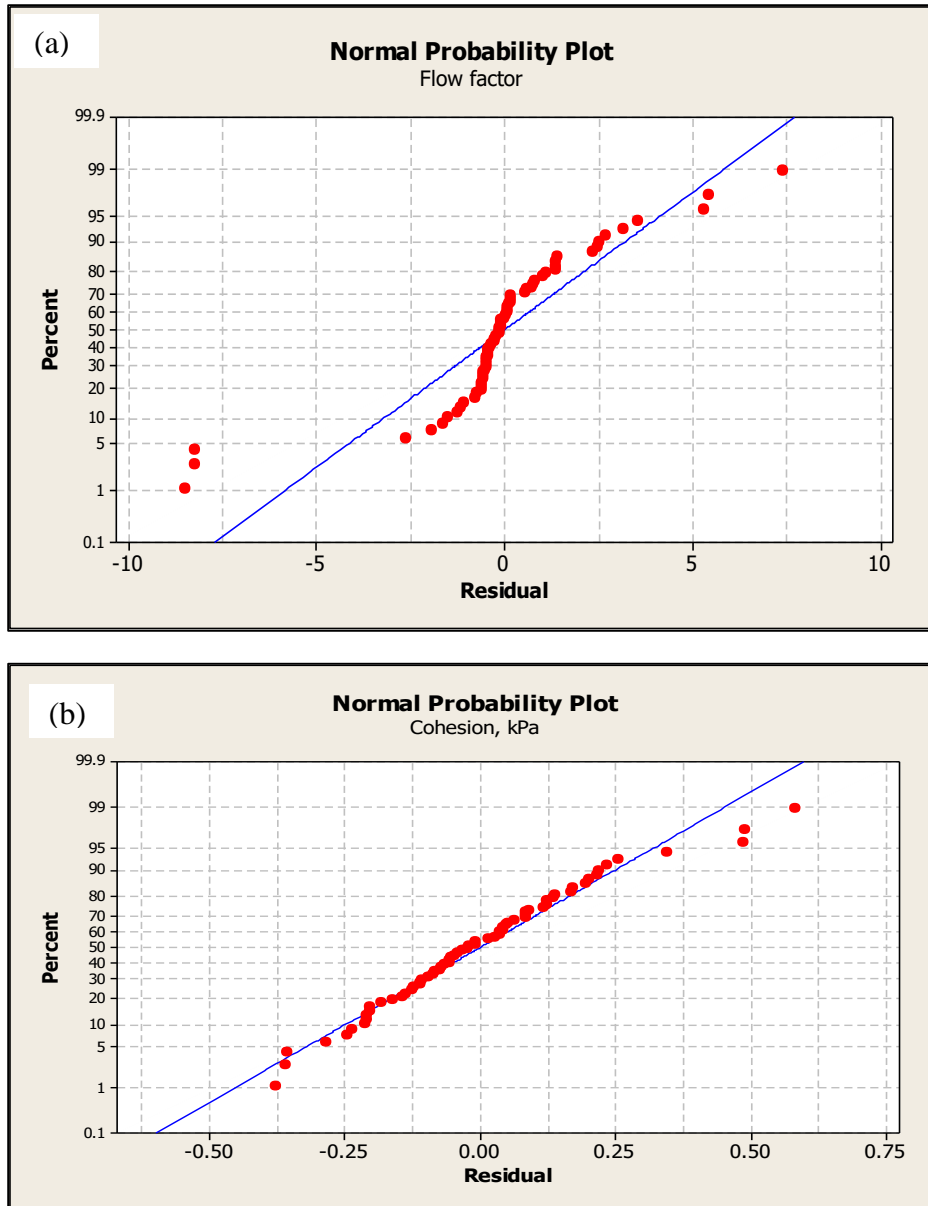 (a)
Normal Probability Plot
Flow factor
99.9
99
95
90
80
70
60
50
40
30
20
10
5
1
0.1
Percent
-10 -5 0 5 10
Residual
(b)
Normal Probability Plot
Cohesion, kPa
99.9
99
95
90
80
70
60
50
40
30
20
10
5
1
0.1
Percent
-0.50 -0.25 0.00 0.25 0.50 0.75
Residual